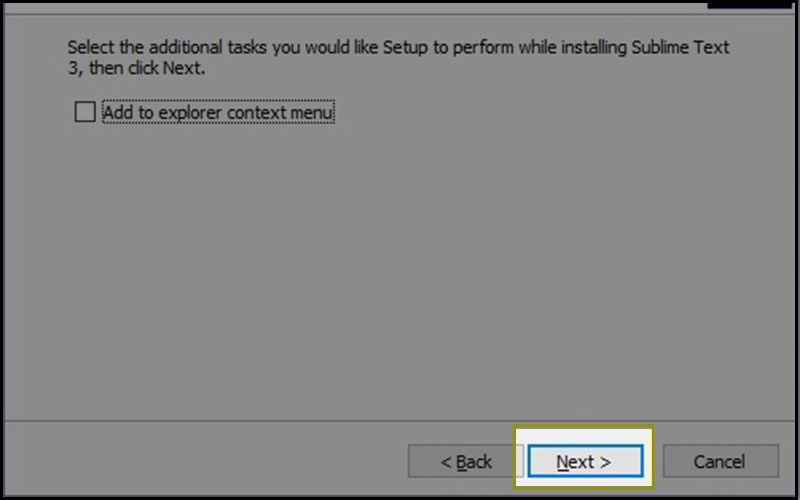 Select the additional tasks you would like Setup to perform while installing Sublime Text
3, then click Next.
Add to explorer context menu
< Back
Next >
Cancel